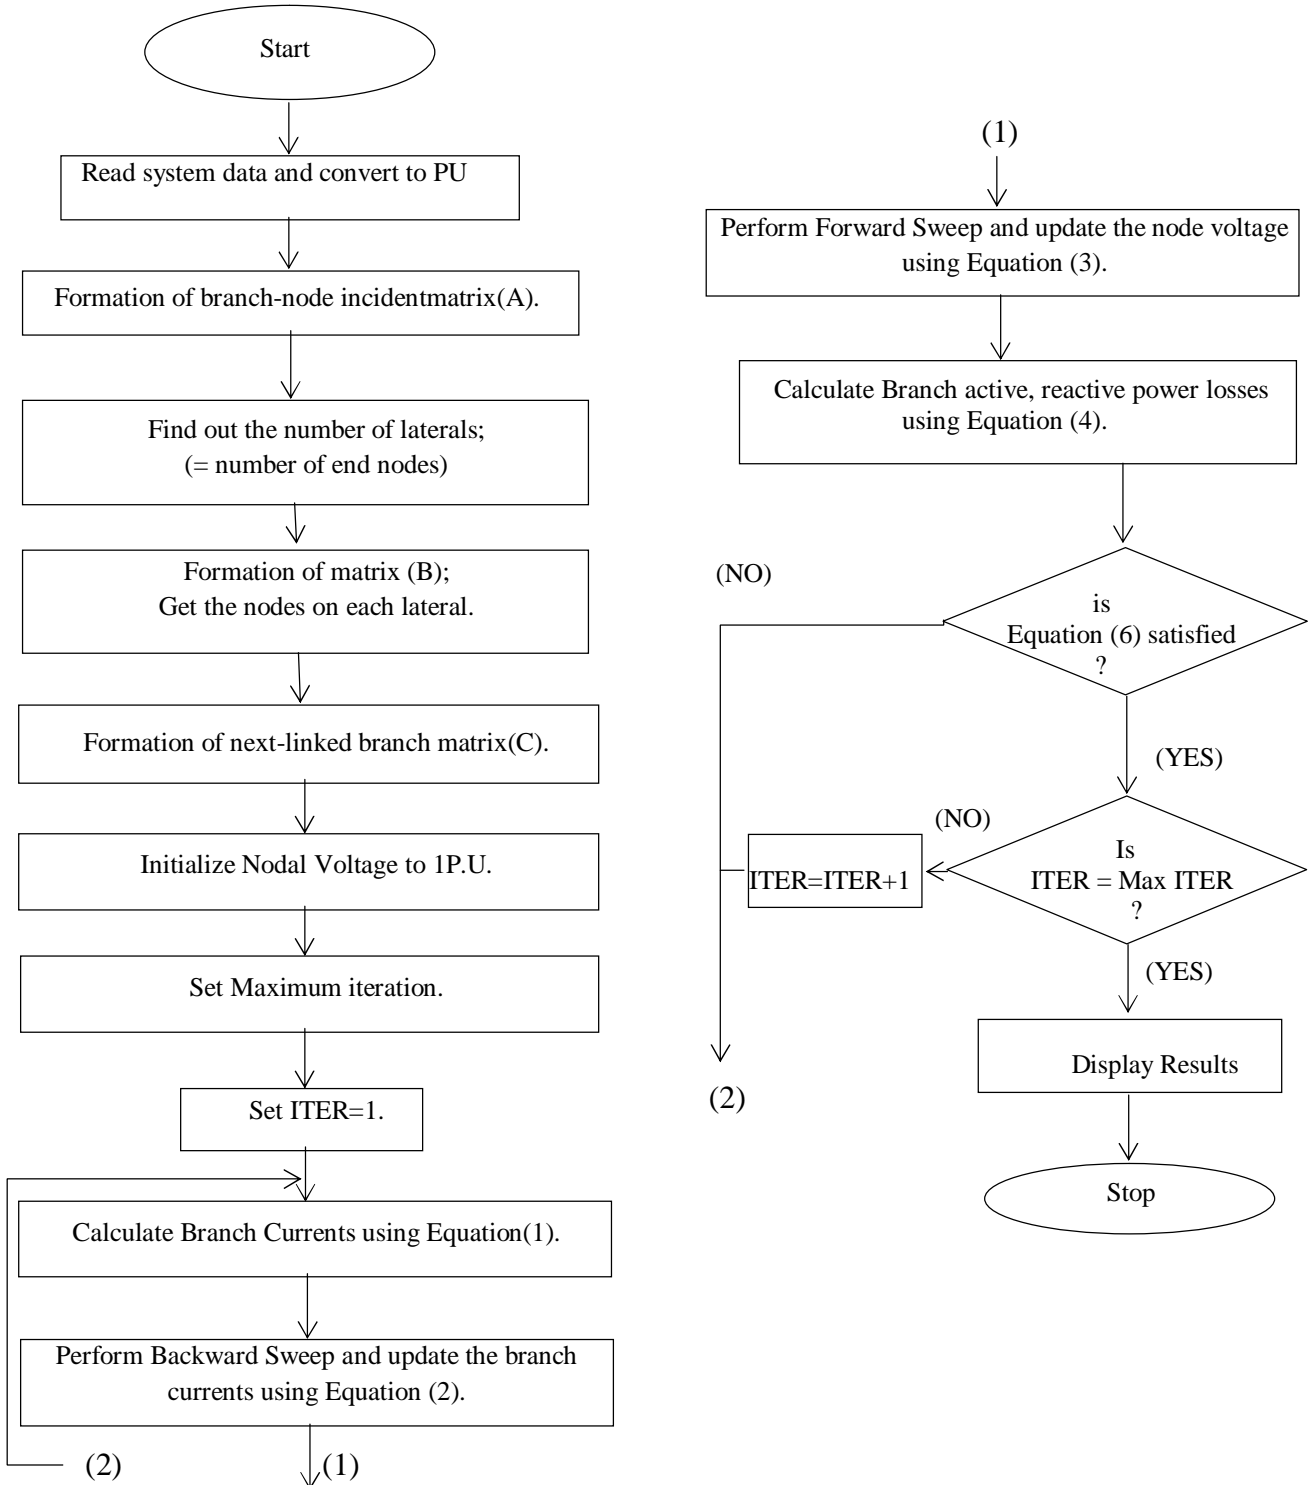 Start
Read system data and convert to PU
Formation of branch-node incidentmatrix(A).
Find out the number of laterals;
(= number of end nodes)
Formation of matrix (B);
Get the nodes on each lateral.
Formation of next-linked branch matrix(C).
Initialize Nodal Voltage to 1P.U.
Set Maximum iteration.
Set ITER=1.
Calculate Branch Currents using Equation(1).
Perform Backward Sweep and update the branch
currents using Equation (2).
(2)
(1)
(1)
Perform Forward Sweep and update the node voltage
using Equation (3).
Calculate Branch active, reactive power losses
using Equation (4).
(NO)
is
Equation (6) satisfied
?
(YES)
(NO)
ITER=ITER+1
Is
ITER = Max ITER
?
(YES)
(2)
Display Results
Stop